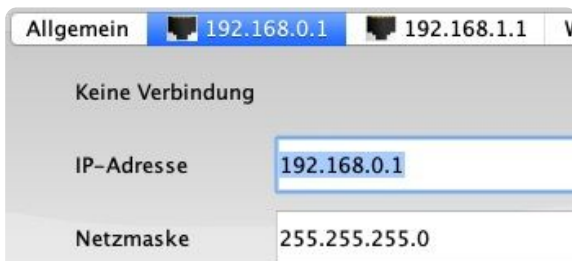 Allgemein 192.168.0.1 192.168.1.1
Keine Verbindung
IP-Adresse 192.168.0.1
Netzmaske 255.255.255.0